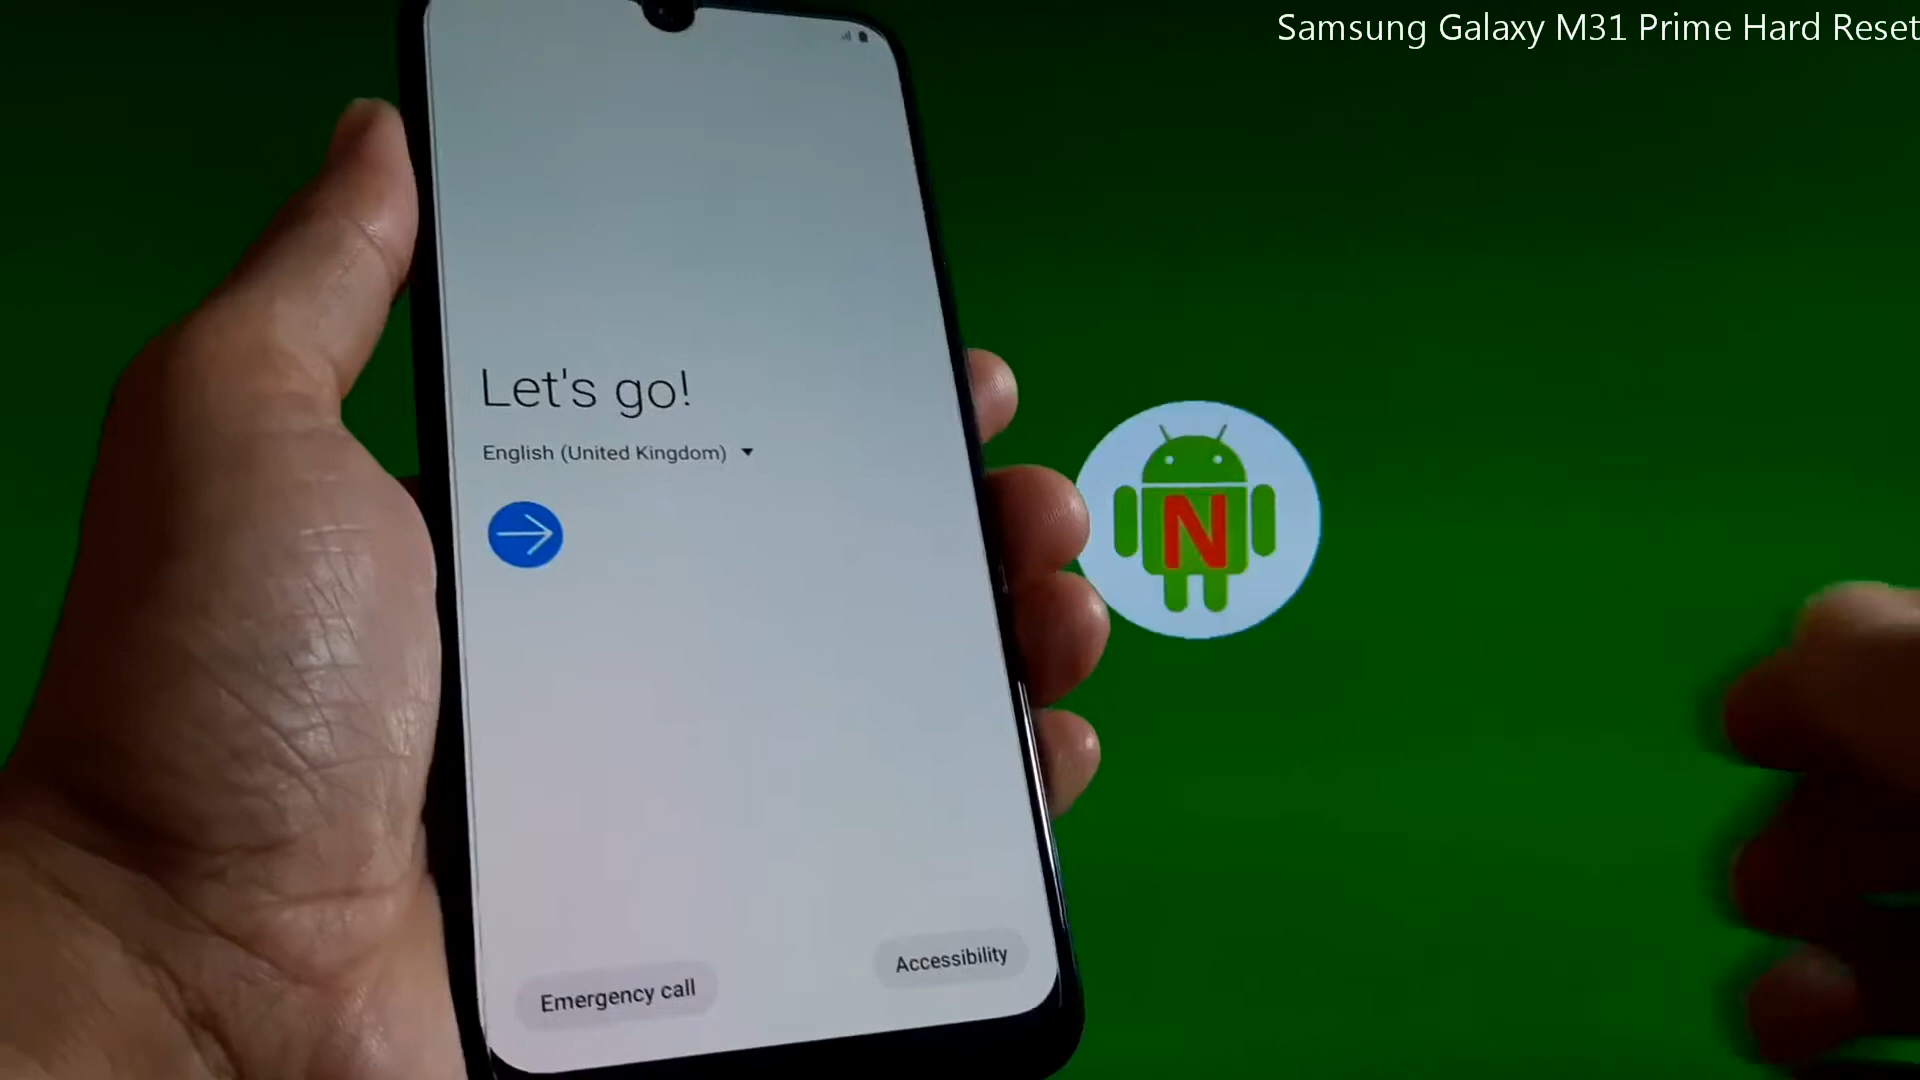 Samsung Galaxy M31 Prime Hard Reset
Let's go!
English (United Kingdom)
N
Emergency call
Accessibility